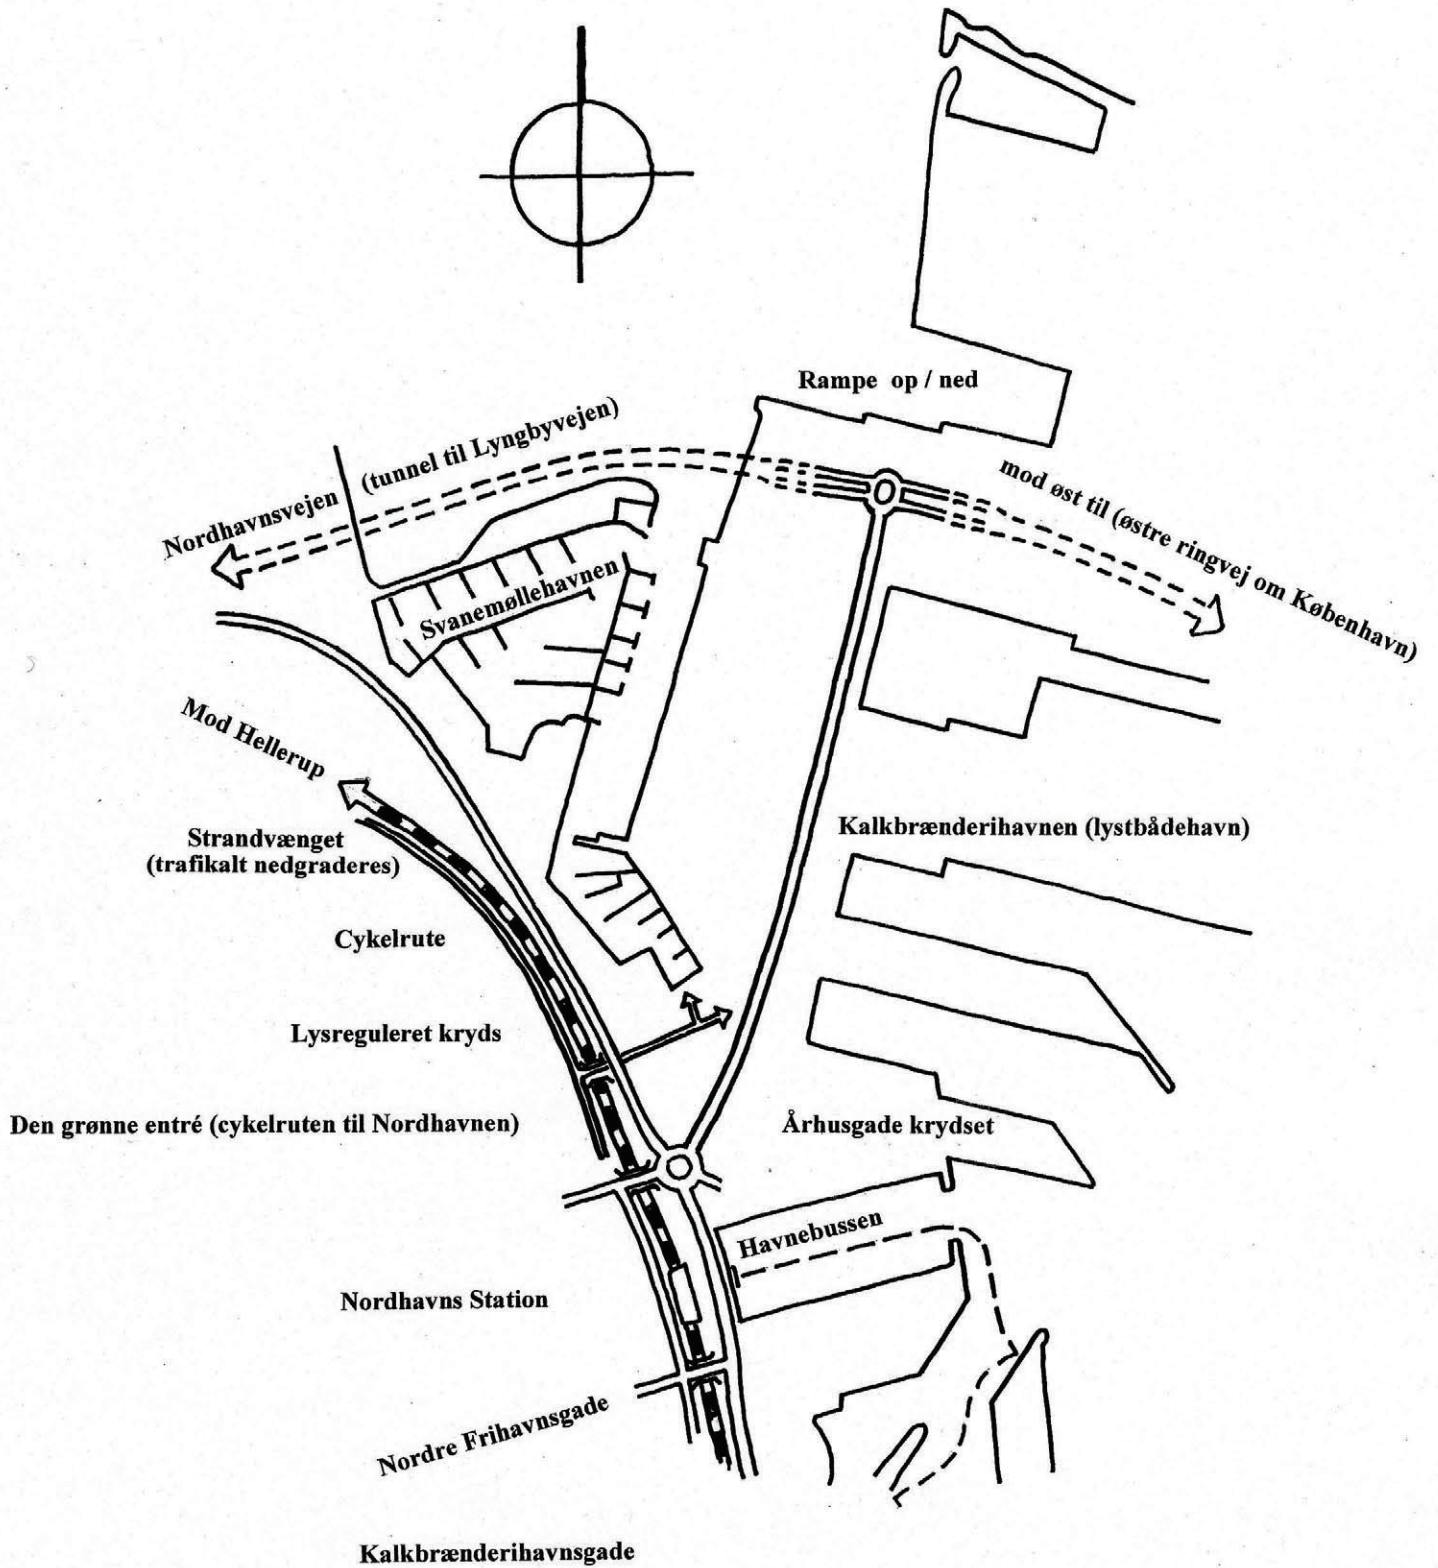 Rampe op / ned
Nordhavnsvejen (tunnel til Lyngbyvejen)
mod øst til (østre ringvej om København)
Svanemøllehavnen
Mod Hellerup
Strandvænget
(trafikalt nedgraderes)
Kalkbrænderihavnen (lystbådehavn)
Cykelrute
Lysreguleret kryds
Den grønne entré (cykelruten til Nordhavnen)
Århusgade krydset
Havnebussen
Nordhavns Station
Nordre Frihavnsgade
Kalkbrænderihavnsgade